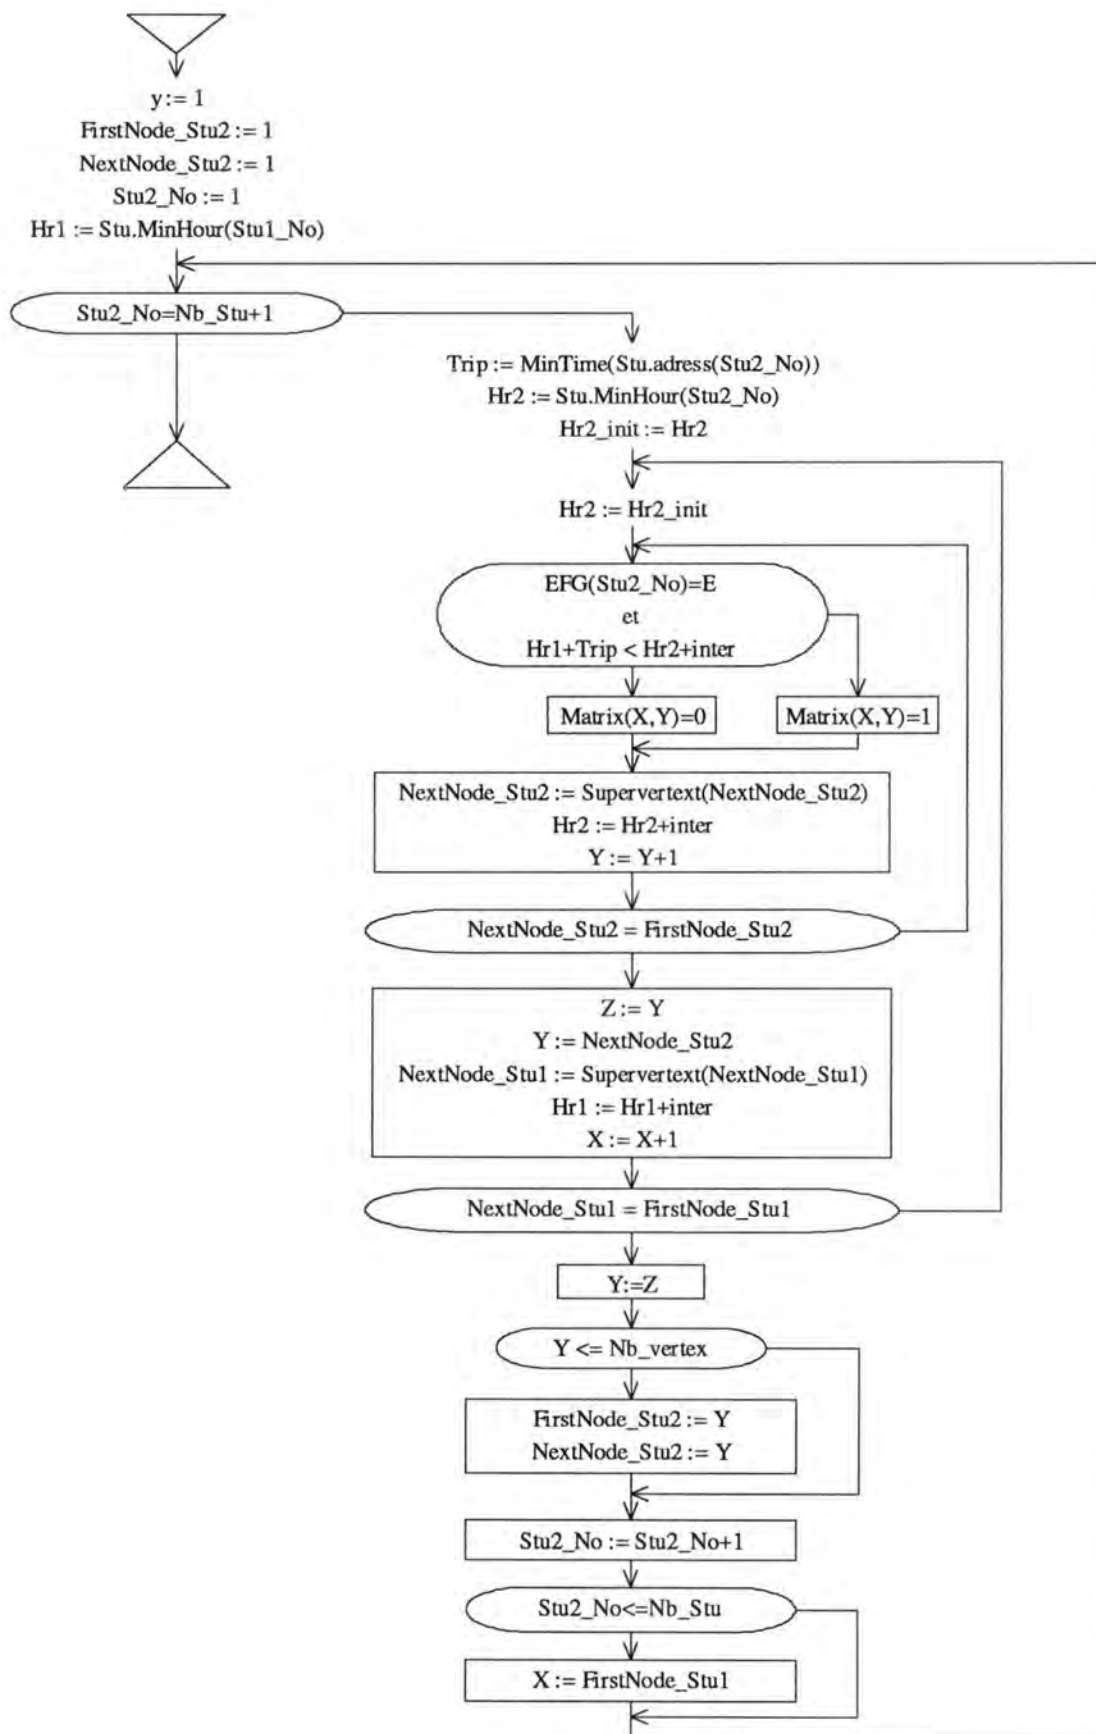 y := 1
FirstNode_Stu2 := 1
NextNode_Stu2 := 1
Stu2_No := 1
Hr1 := Stu.MinHour(Stu1_No)
Stu2_No=Nb_Stu+1
Trip := MinTime(Stu.adress(Stu2_No))
Hr2 := Stu.MinHour(Stu2_No)
Hr2_init := Hr2
Hr2 := Hr2_init
EFG(Stu2_No)=E
et
Hr1+Trip < Hr2+inter
Matrix(X,Y)=0
Matrix(X,Y)=1
NextNode_Stu2 := Supervertext(NextNode_Stu2)
Hr2 := Hr2+inter
Y := Y+1
NextNode_Stu2 = FirstNode_Stu2
Z := Y
Y := NextNode_Stu2
NextNode_Stu1 := Supervertext(NextNode_Stu1)
Hr1 := Hr1+inter
X := X+1
NextNode_Stu1 = FirstNode_Stu1
Y:=Z
Y <= Nb_vertex
FirstNode_Stu2 := Y
NextNode_Stu2 := Y
Stu2_No := Stu2_No+1
Stu2_No<=Nb_Stu
X := FirstNode_Stu1